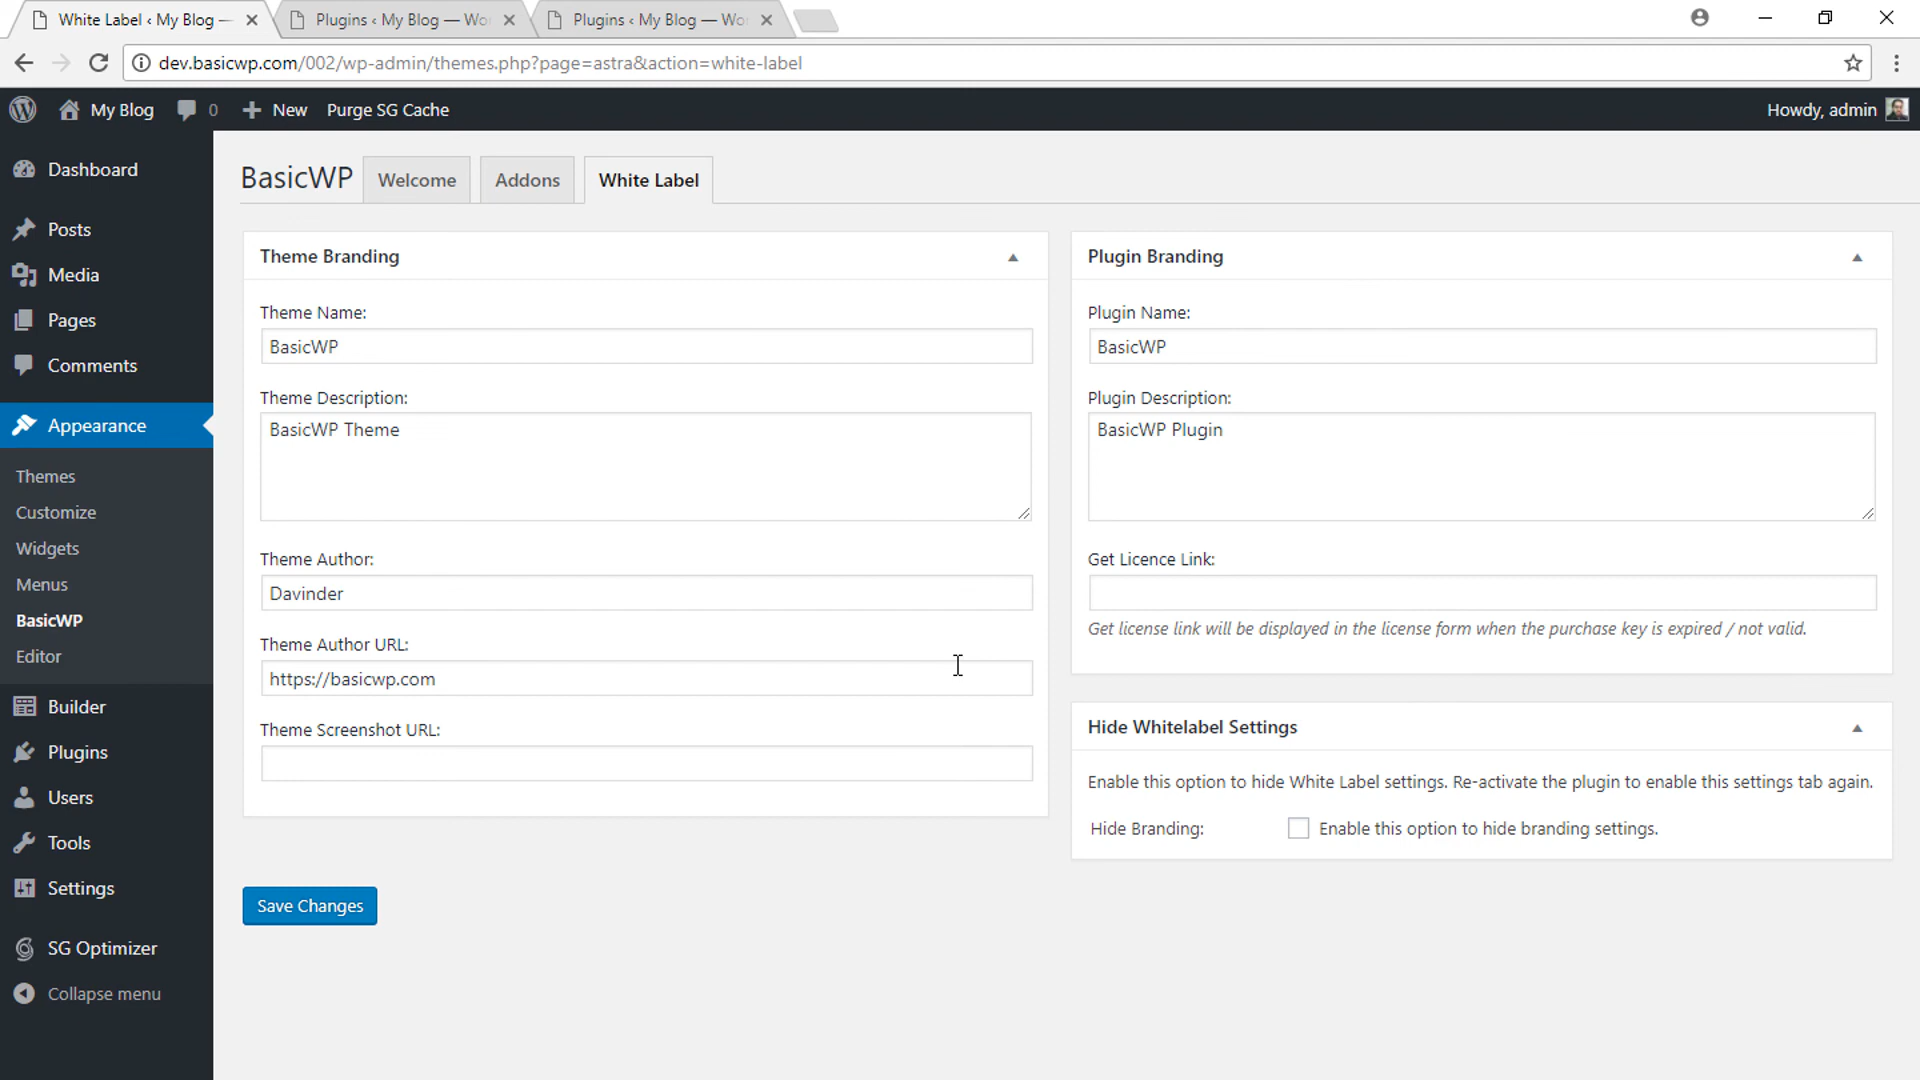 White Label ‹ My Blog —
Plugins ‹ My Blog — Wo
Plugins ‹ My Blog — Wo
dev.basicwp.com/002/wp-admin/themes.php?page=astra&action=white-label
My Blog 0 New Purge SG Cache Howdy, admin
Dashboard
Posts
Media
Pages
Comments
Appearance
Themes
Customize
Widgets
Menus
BasicWP
Editor
Builder
Plugins
Users
Tools
Settings
SG Optimizer
Collapse menu
BasicWP Welcome Addons White Label
Theme Branding
Theme Name:
BasicWP
Theme Description:
BasicWP Theme
Theme Author:
Davinder
Theme Author URL:
https://basicwp.com
Theme Screenshot URL:
Save Changes
Plugin Branding
Plugin Name:
BasicWP
Plugin Description:
BasicWP Plugin
Get Licence Link:
Get license link will be displayed in the license form when the purchase key is expired / not valid.
Hide Whitelabel Settings
Enable this option to hide White Label settings. Re-activate the plugin to enable this settings tab again.
Hide Branding: Enable this option to hide branding settings.